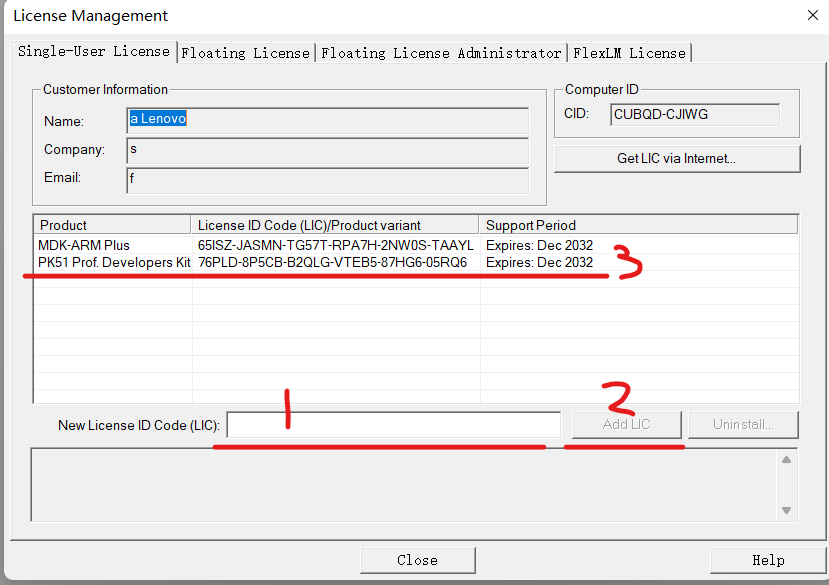 License Management
Single-User License Floating License Floating License Administrator FlexLM License
Customer Information
Name: a Lenovo
Company: s
Email: f
Computer ID
CID: CUBQD-CJIWG
Get LIC via Internet...
Product License ID Code (LIC)/Product variant Support Period
MDK-ARM Plus 65ISZ-JASMN-TG57T-RPA7H-2NW0S-TAAYL Expires: Dec 2032
PK51 Prof. Developers Kit 76PLD-8P5CB-B2QLG-VTEB5-87HG6-05RQ6 Expires: Dec 2032
3
1
2
New License ID Code (LIC): Add LIC Uninstall...
Close Help